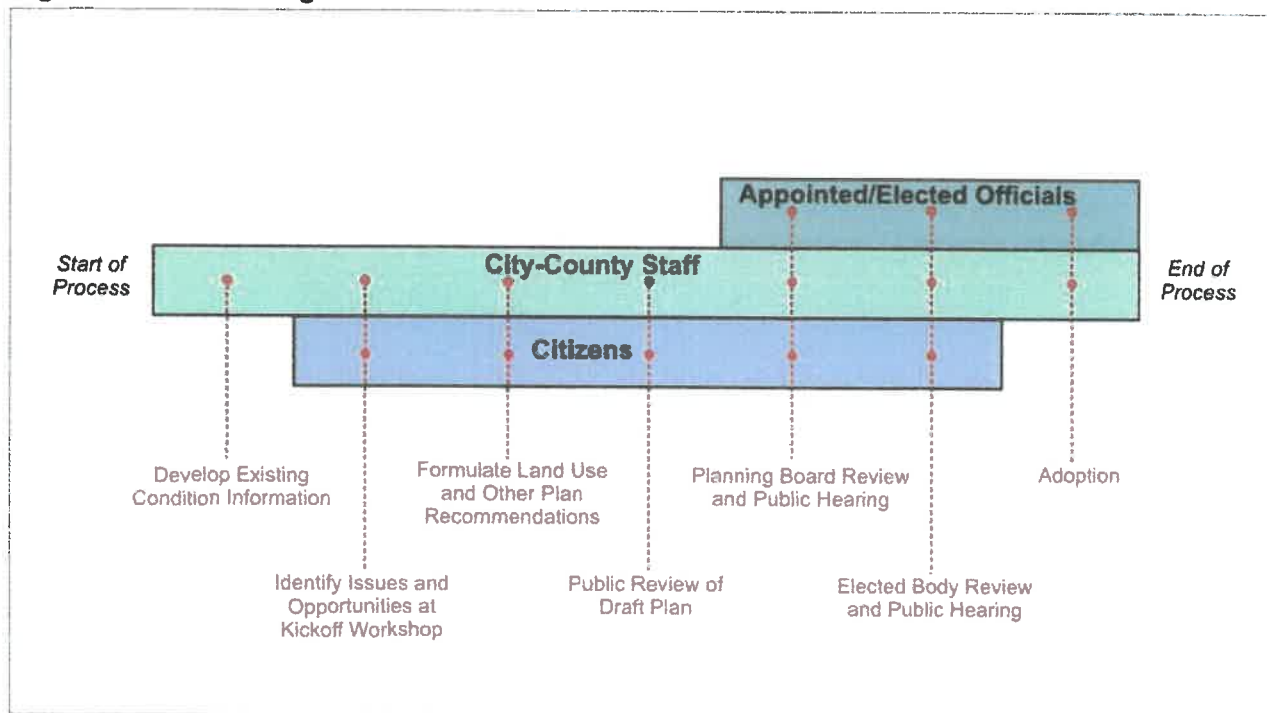 Appointed/Elected Officials
Start of
Process
City-County Staff
End of
Process
Citizens
Develop Existing
Condition Information
Formulate Land Use
and Other Plan
Recommendations
Planning Board Review
and Public Hearing
Adoption
Identify Issues and
Opportunities at
Kickoff Workshop
Public Review of
Draft Plan
Elected Body Review
and Public Hearing